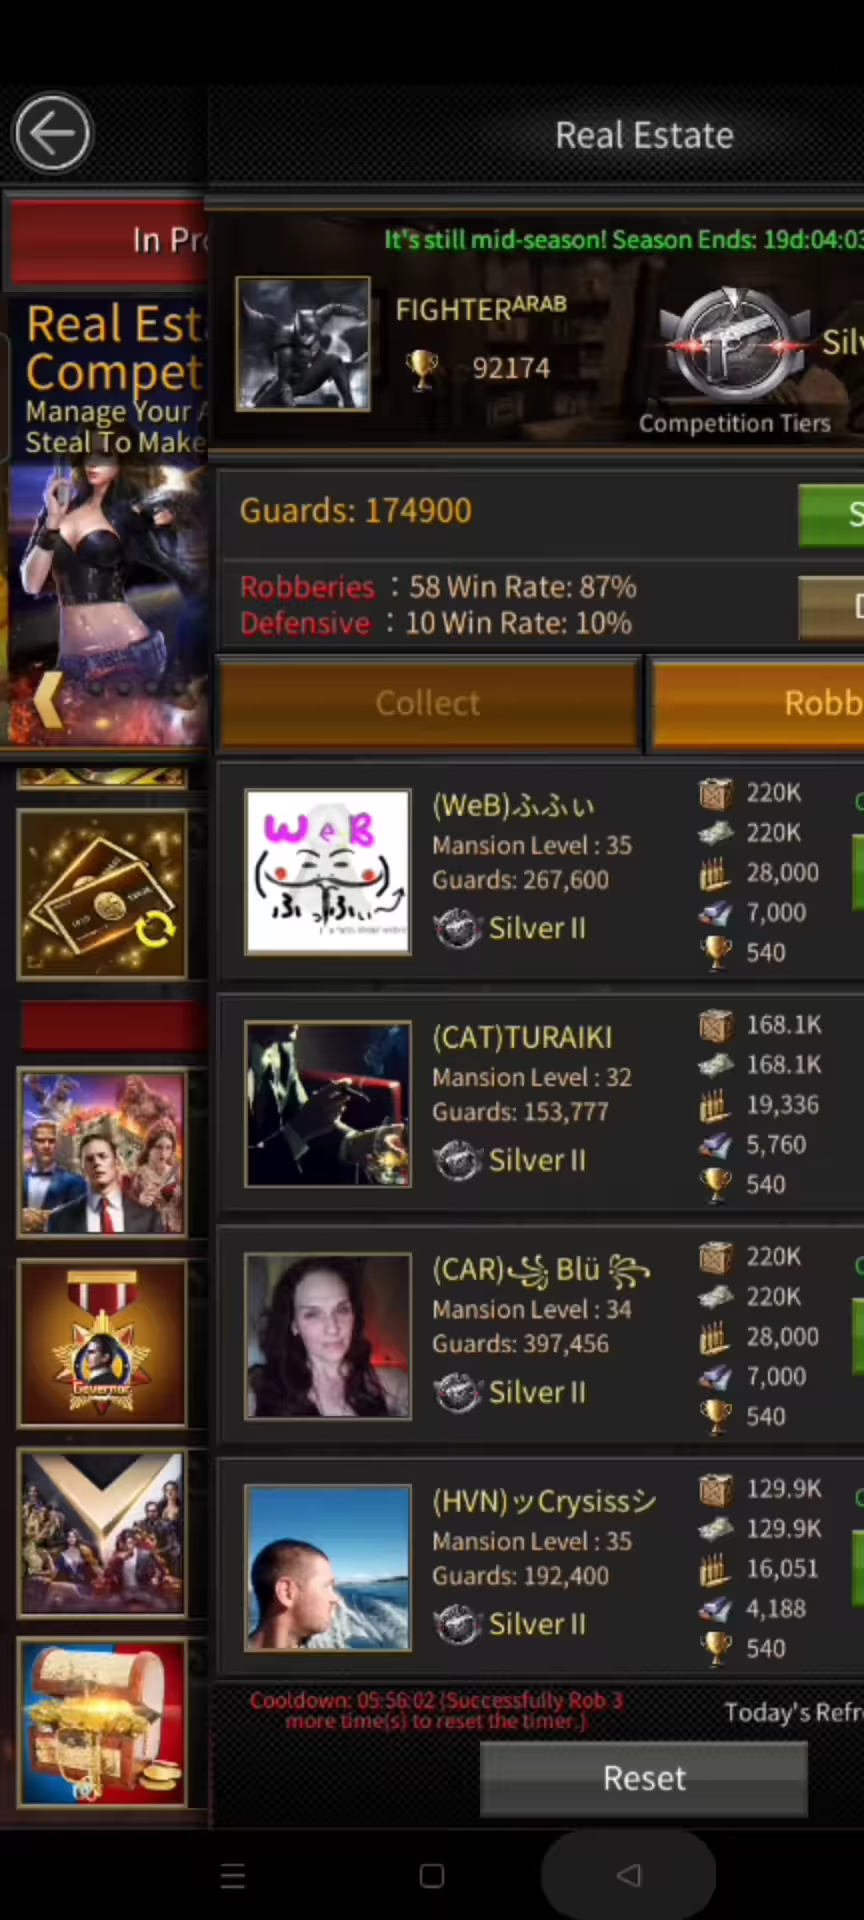 Real Estate
In Pro
It's still mid-season! Season Ends: 19d:04:03
Real Est
Compet
Manage Your A
Steal To Make
FIGHTERᴬᴿᴬᴮ
92174
Silv
Competition Tiers
Guards: 174900
S
Robberies : 58 Win Rate: 87%
Defensive : 10 Win Rate: 10%
D
Collect
Robb
WeB
(WeB)ふふい
Mansion Level : 35
Guards: 267,600
Silver II
220K
220K
28,000
7,000
540
(CAT)TURAIKI
Mansion Level : 32
Guards: 153,777
Silver II
168.1K
168.1K
19,336
5,760
540
(CAR)꧁ Blü ꧂
Mansion Level : 34
Guards: 397,456
Silver II
220K
220K
28,000
7,000
540
Governor
(HVN)ッCrysissシ
Mansion Level : 35
Guards: 192,400
Silver II
129.9K
129.9K
16,051
4,188
540
Cooldown: 05:56:02 (Successfully Rob 3
more time(s) to reset the timer.)
Today's Refr
Reset